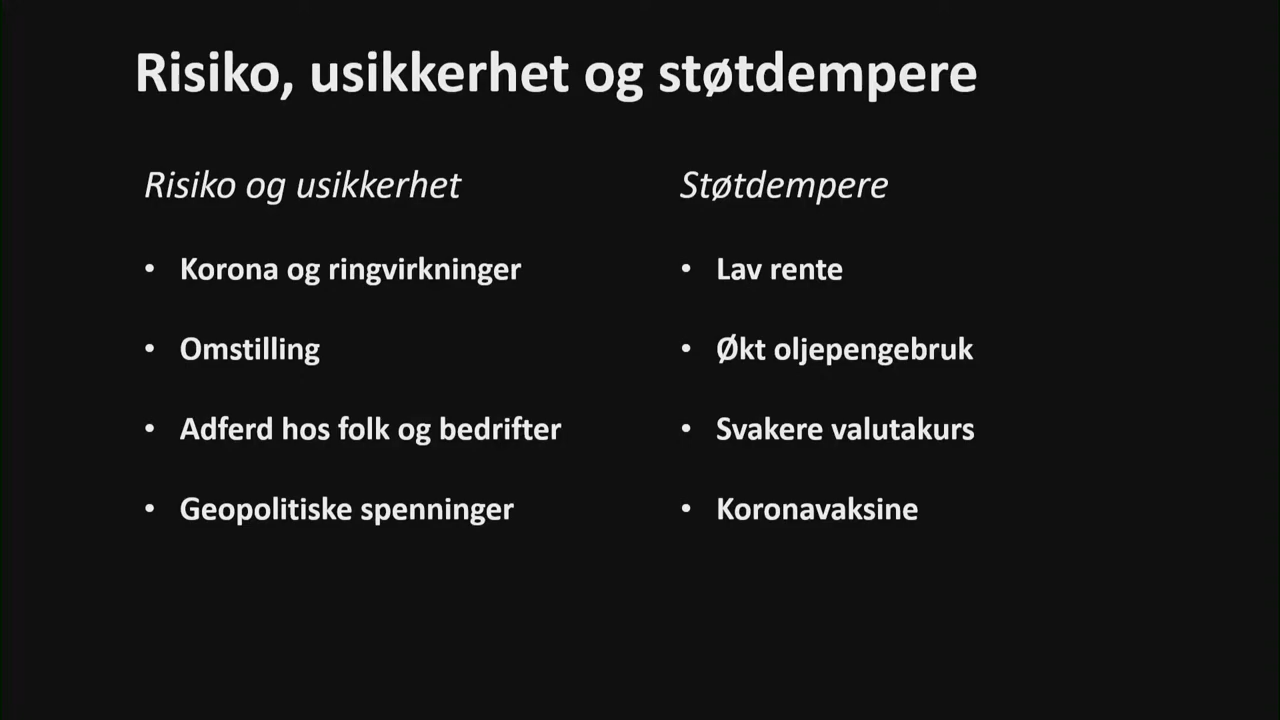 Risiko, usikkerhet og støtdempere
Risiko og usikkerhet
• Korona og ringvirkninger
• Omstilling
• Adferd hos folk og bedrifter
• Geopolitiske spenninger
Støtdempere
• Lav rente
• Økt oljepengebruk
• Svakere valutakurs
• Koronavaksine